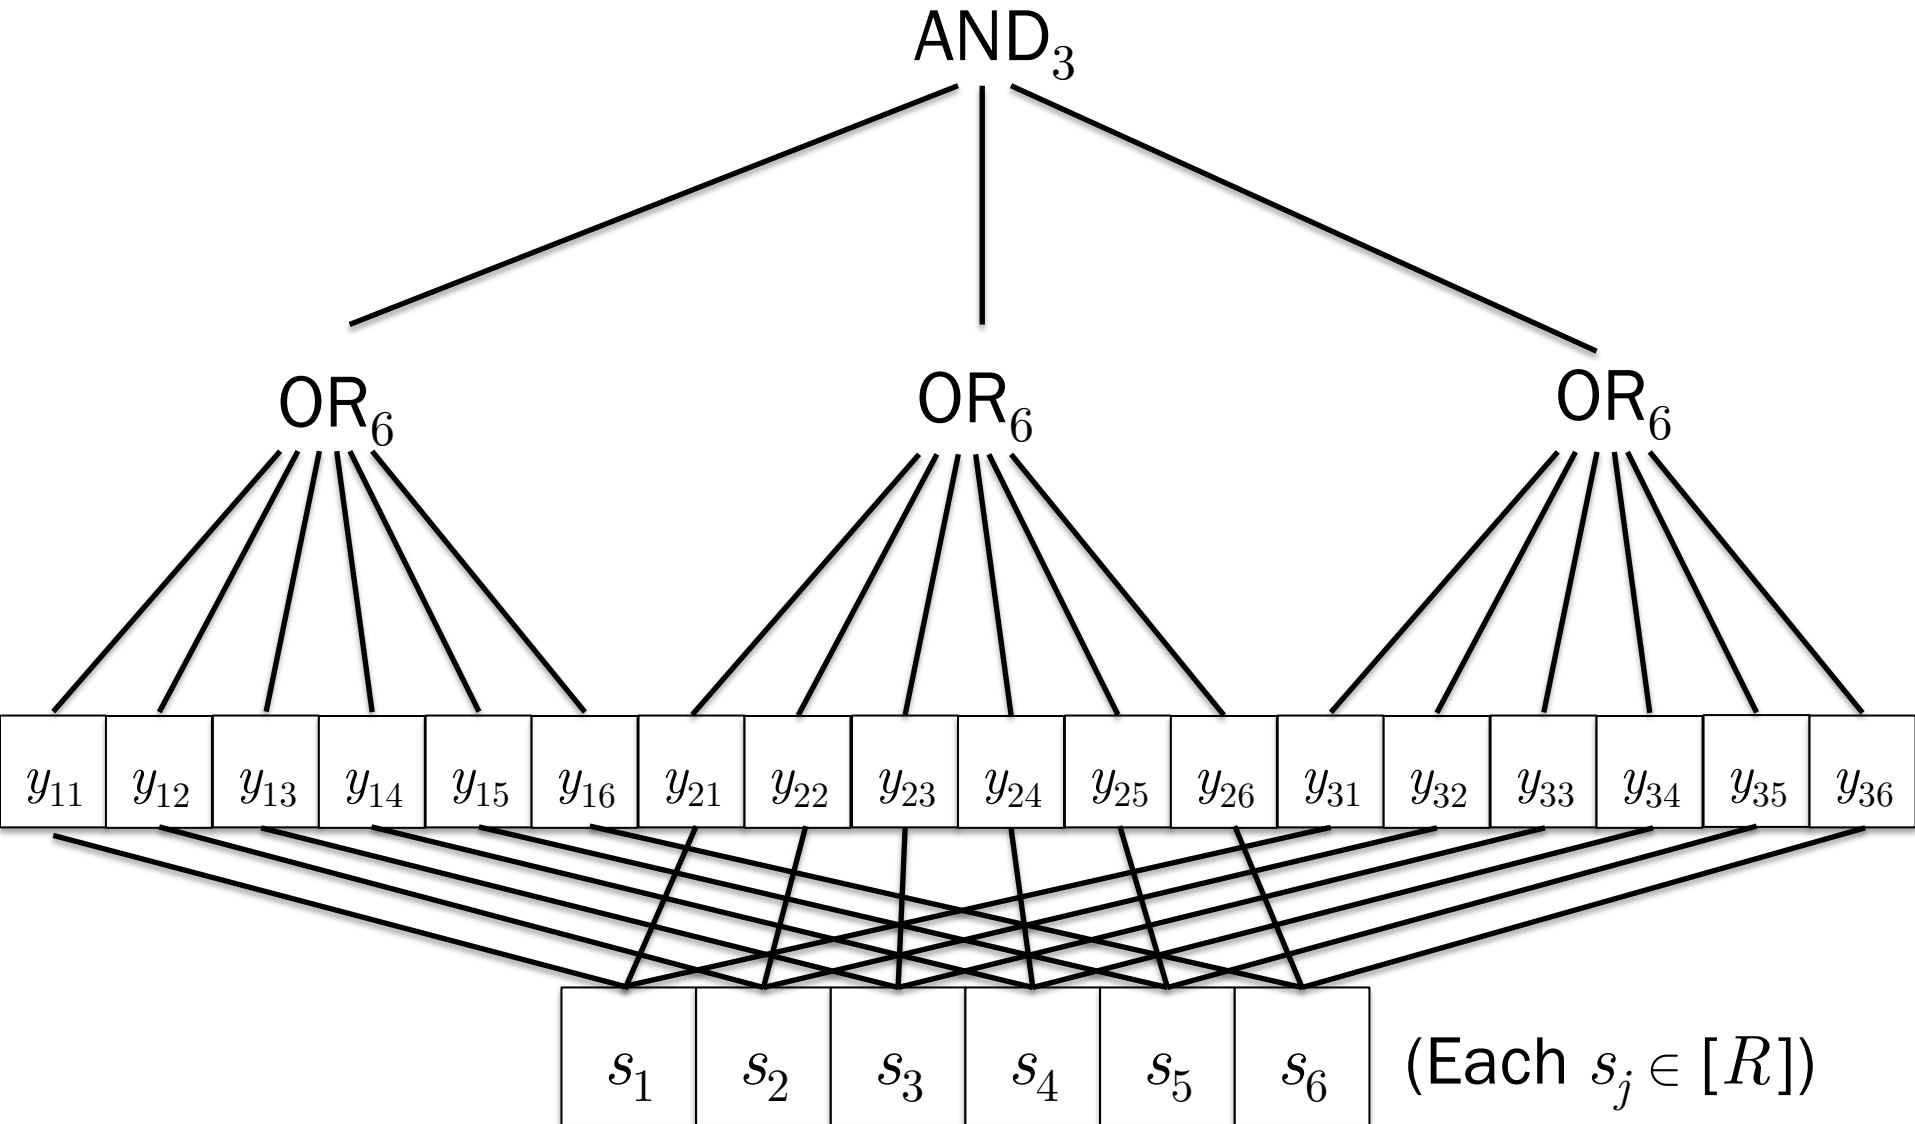 AND₃
OR₆ OR₆ OR₆
y₁₁ y₁₂ y₁₃ y₁₄ y₁₅ y₁₆ y₂₁ y₂₂ y₂₃ y₂₄ y₂₅ y₂₆ y₃₁ y₃₂ y₃₃ y₃₄ y₃₅ y₃₆
s₁ s₂ s₃ s₄ s₅ s₆ (Each sⱼ ∈ [R])